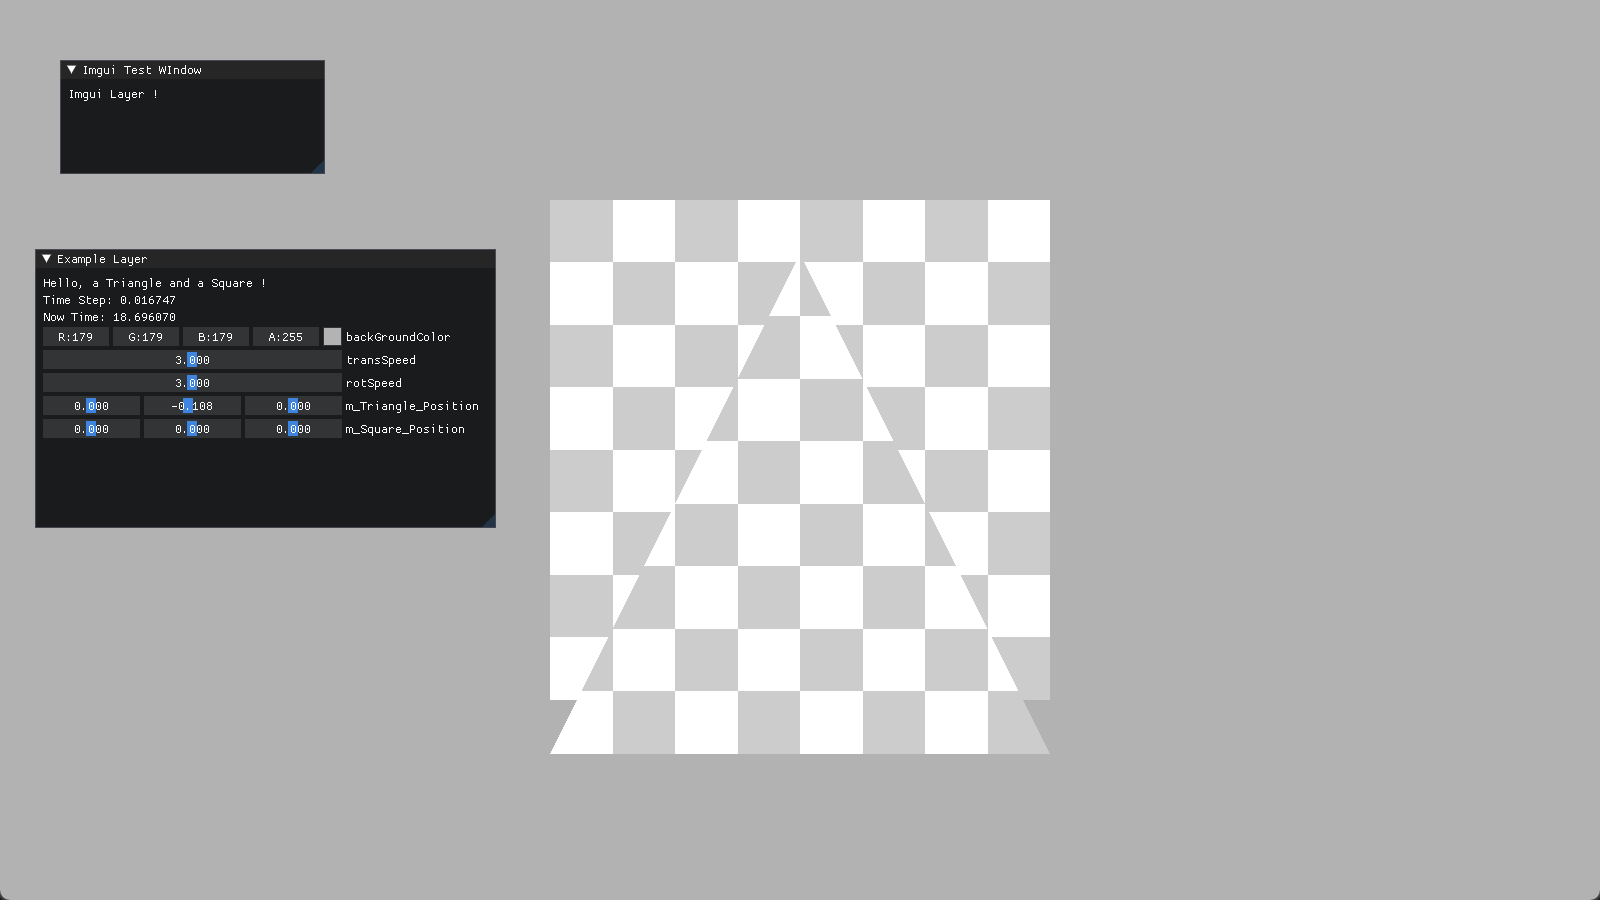 Imgui Test WIndow
Imgui Layer !
Example Layer
Hello, a Triangle and a Square !
Time Step: 0.016747
Now Time: 18.696070
R:179 G:179 B:179 A:255 backGroundColor
3.000 transSpeed
3.000 rotSpeed
0.000 -0.108 0.000 m_Triangle_Position
0.000 0.000 0.000 m_Square_Position